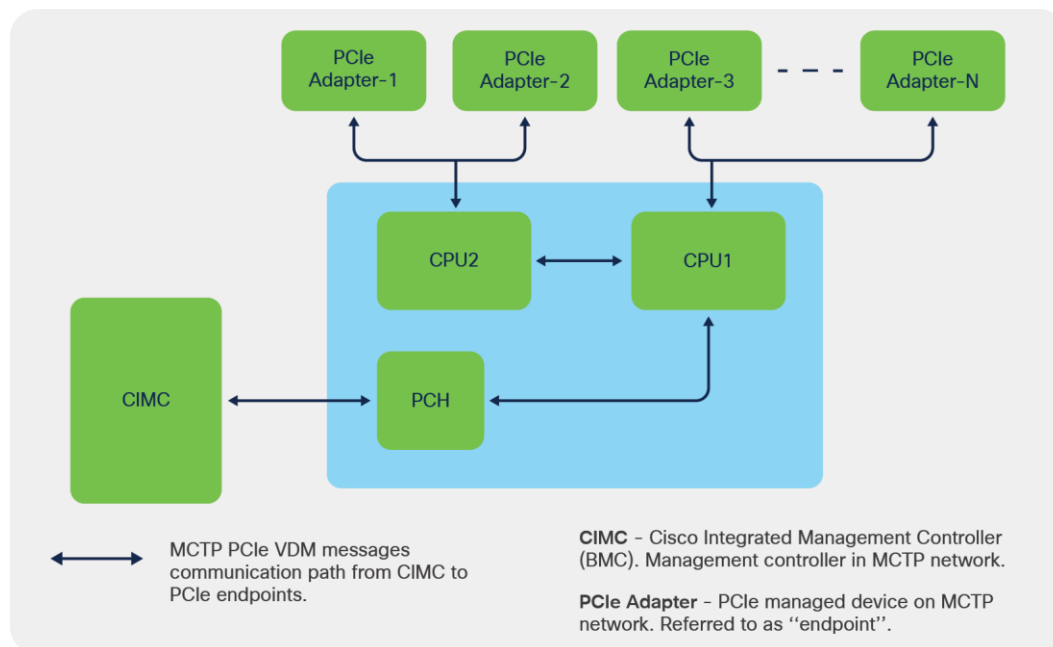 PCIe
Adapter-1
PCIe
Adapter-2
PCIe
Adapter-3
PCIe
Adapter-N
CPU2
CPU1
CIMC
PCH
MCTP PCIe VDM messages
communication path from CIMC to
PCIe endpoints.
CIMC - Cisco Integrated Management Controller
(BMC). Management controller in MCTP network.
PCIe Adapter - PCIe managed device on MCTP
network. Referred to as ‘‘endpoint’’.